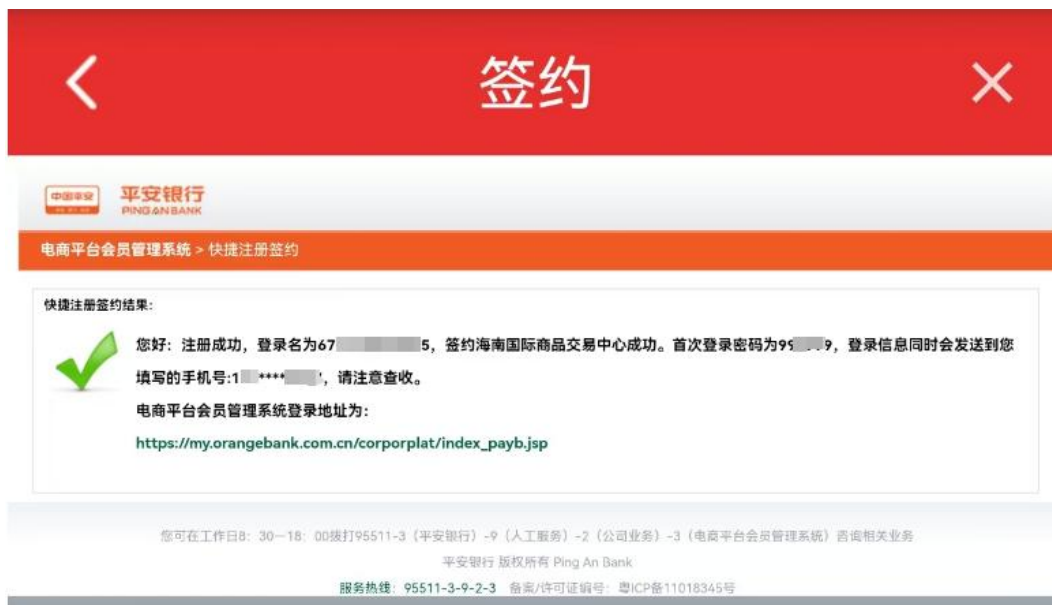 签约
中国平安
平安银行
PING AN BANK
电商平台会员管理系统 > 快捷注册签约
快捷注册签约结果:
您好：注册成功，登录名为67 5，签约海南国际商品交易中心成功。首次登录密码为99 9，登录信息同时会发送到您
填写的手机号:1 **** ，请注意查收。
电商平台会员管理系统登录地址为:
https://my.orangebank.com.cn/corporplat/index_payb.jsp
您可在工作日8：30—18：00拨打95511-3（平安银行）-9（人工服务）-2（公司业务）-3（电商平台会员管理系统）咨询相关业务
平安银行 版权所有 Ping An Bank
服务热线：95511-3-9-2-3 备案/许可证编号：粤ICP备11018345号